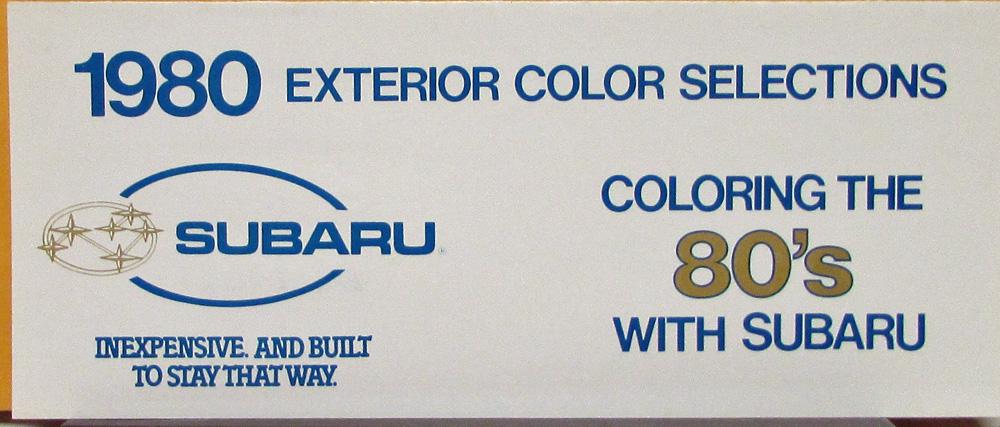 1980 EXTERIOR COLOR SELECTIONS
SUBARU
INEXPENSIVE. AND BUILT
TO STAY THAT WAY.
COLORING THE
80's
WITH SUBARU